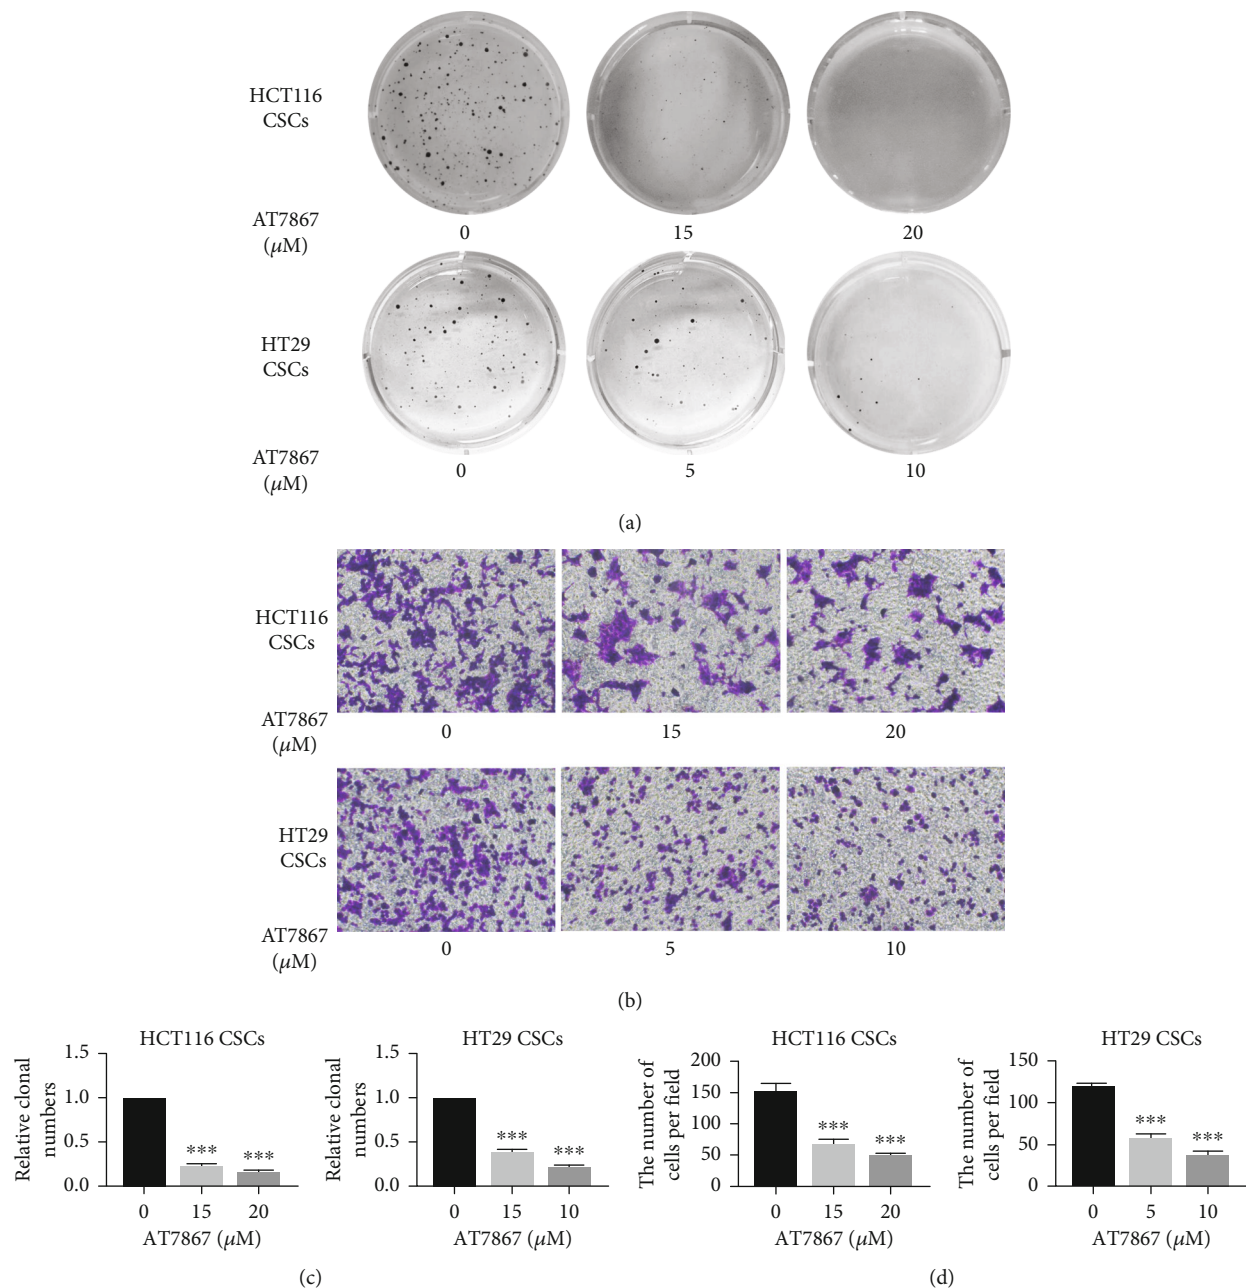 HCT116
CSCs
AT7867
(μM)
0
15
20
HT29
CSCs
AT7867
(μM)
0
5
10
(a)
HCT116
CSCs
AT7867
(μM)
0
15
20
HT29
CSCs
AT7867
(μM)
0
5
10
(b)
HCT116 CSCs
Relative clonal
numbers
1.5
1.0
0.5
0.0
***
***
0
15
20
AT7867 (μM)
HT29 CSCs
Relative clonal
numbers
1.5
1.0
0.5
0.0
***
***
0
15
10
AT7867 (μM)
(c)
HCT116 CSCs
The number of
cells per field
200
150
100
50
0
***
***
0
15
20
AT7867 (μM)
HT29 CSCs
The number of
cells per field
150
100
50
0
***
***
0
5
10
AT7867 (μM)
(d)